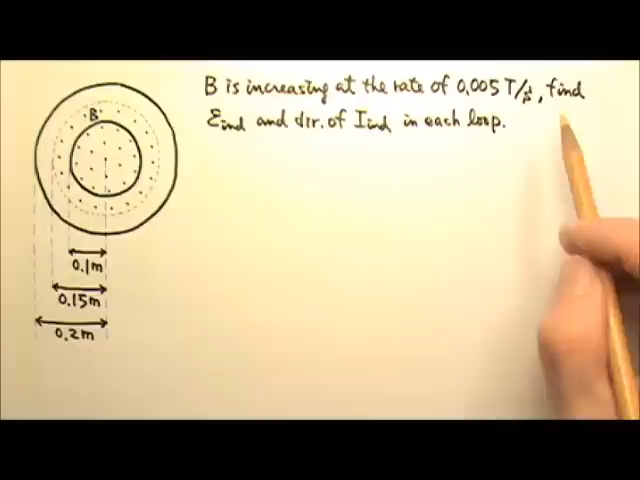 B is increasing at the rate of 0.005 T/s, find
Ɛind and dir. of Iind in each loop.
B
0.1m
0.15m
0.2m